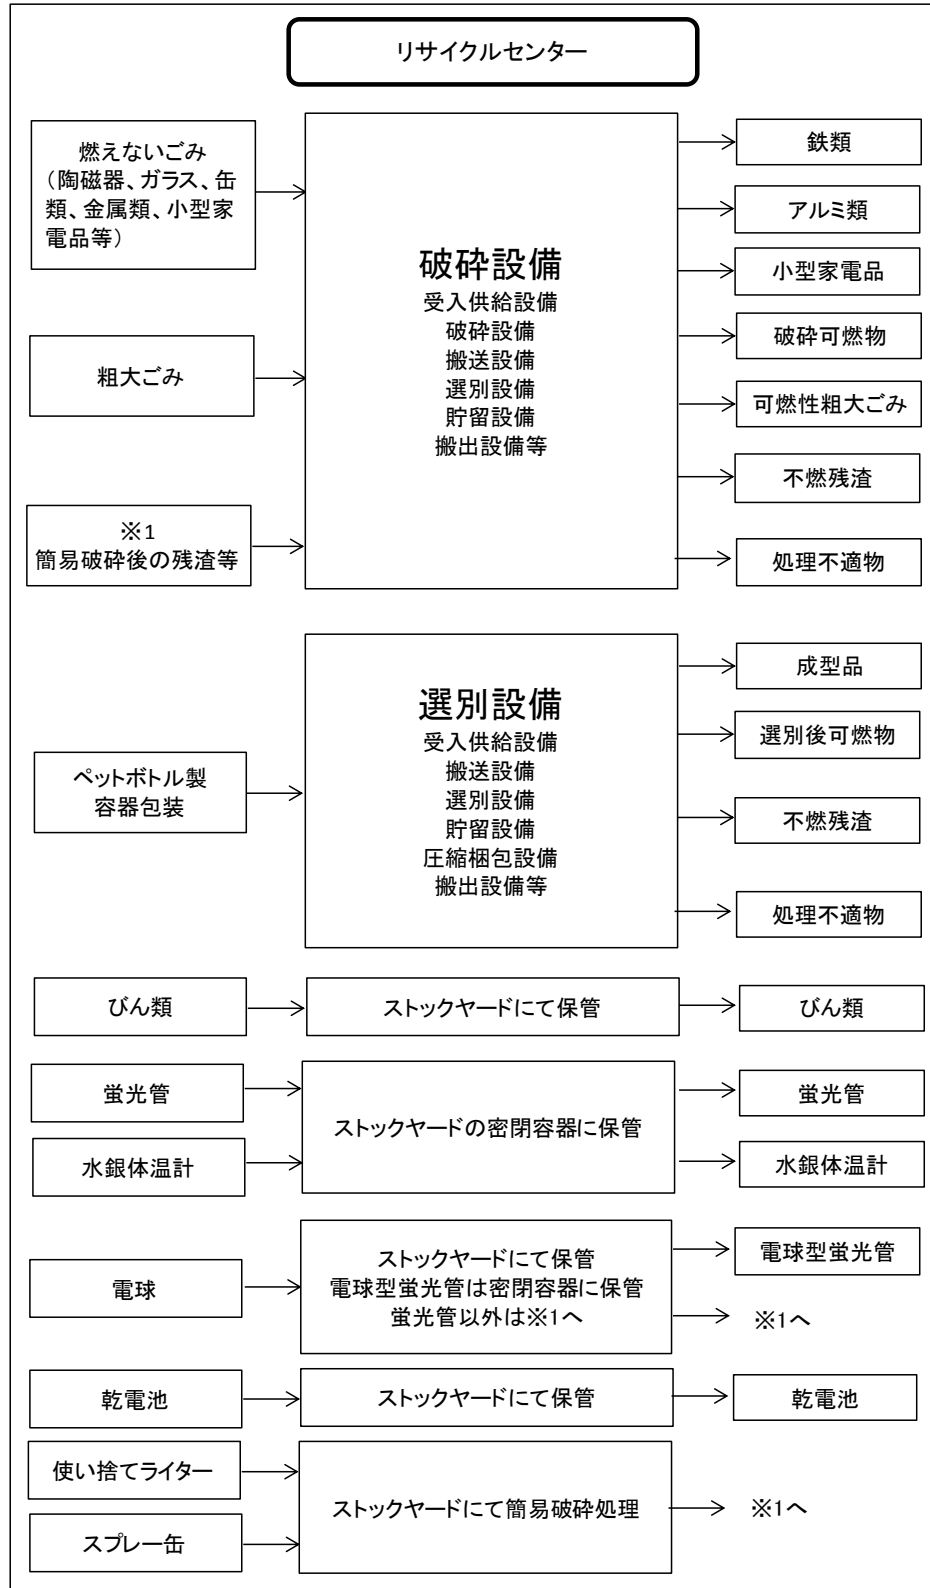 リサイクルセンター
燃えないごみ
（陶磁器、ガラス、缶
類、金属類、小型家
電品等）
粗大ごみ
※1
簡易破砕後の残渣等
破砕設備
受入供給設備
破砕設備
搬送設備
選別設備
貯留設備
搬出設備等
鉄類
アルミ類
小型家電品
破砕可燃物
可燃性粗大ごみ
不燃残渣
処理不適物
ペットボトル製
容器包装
選別設備
受入供給設備
搬送設備
選別設備
貯留設備
圧縮梱包設備
搬出設備等
成型品
選別後可燃物
不燃残渣
処理不適物
びん類
ストックヤードにて保管
びん類
蛍光管
水銀体温計
ストックヤードの密閉容器に保管
蛍光管
水銀体温計
電球
ストックヤードにて保管
電球型蛍光管は密閉容器に保管
蛍光管以外は※1へ
電球型蛍光管
※1へ
乾電池
ストックヤードにて保管
乾電池
使い捨てライター
スプレー缶
ストックヤードにて簡易破砕処理
※1へ